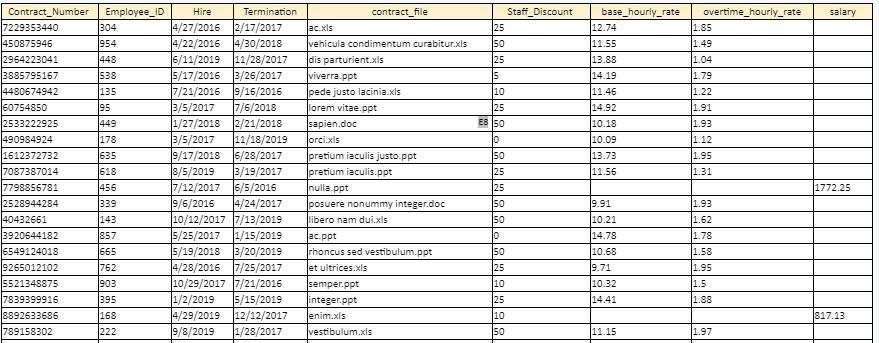 Contract_Number Employee_ID Hire Termination contract_file Staff_Discount base_hourly_rate overtime_hourly_rate salary
7229353440 304 4/27/2016 2/17/2017 ac.xls 25 12.74 1.85
450875946 954 4/22/2016 4/30/2018 vehicula condimentum curabitur.xls 50 11.55 1.49
2964223041 448 6/11/2019 11/28/2017 dis parturient.xls 25 13.88 1.04
3885795167 538 5/17/2016 3/26/2017 viverra.ppt 5 14.19 1.79
4480674942 135 7/21/2016 9/16/2016 pede justo lacinia.xls 10 11.46 1.22
60754850 95 3/5/2017 7/6/2018 lorem vitae.ppt 25 14.92 1.91
2533222925 449 1/27/2018 2/21/2018 sapien.doc E8 50 10.18 1.93
490984924 178 3/5/2017 11/18/2019 orci.xls 0 10.09 1.12
1612372732 635 9/17/2018 6/28/2017 pretium iaculis justo.ppt 50 13.73 1.95
7087387014 618 8/5/2019 3/19/2017 pretium iaculis.ppt 25 11.56 1.31
7798856781 456 7/12/2017 6/5/2016 nulla.ppt 25 1772.25
2528944284 339 9/6/2016 4/24/2017 posuere nonummy integer.doc 50 9.91 1.93
40432661 143 10/12/2017 7/13/2019 libero nam dui.xls 50 10.21 1.62
3920644182 857 5/25/2017 1/15/2019 ac.ppt 0 14.78 1.78
6549124018 665 5/19/2018 3/20/2019 rhoncus sed vestibulum.ppt 50 10.68 1.58
9265012102 762 4/28/2016 7/25/2017 et ultrices.xls 25 9.71 1.95
5521348875 903 10/29/2017 7/21/2016 semper.ppt 10 10.32 1.5
7839399916 395 1/2/2019 5/15/2019 integer.ppt 25 14.41 1.88
8892633686 168 4/29/2019 12/12/2017 enim.xls 10 817.13
789158302 222 9/8/2019 1/28/2017 vestibulum.xls 50 11.15 1.97